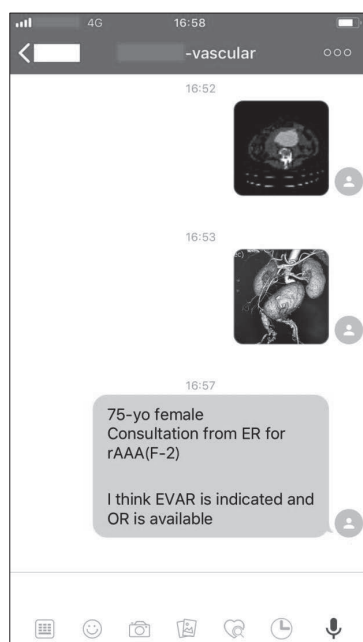 4G 16:58
-vascular
16:52
16:53
16:57
75-yo female
Consultation from ER for
rAAA(F-2)
I think EVAR is indicated and
OR is available